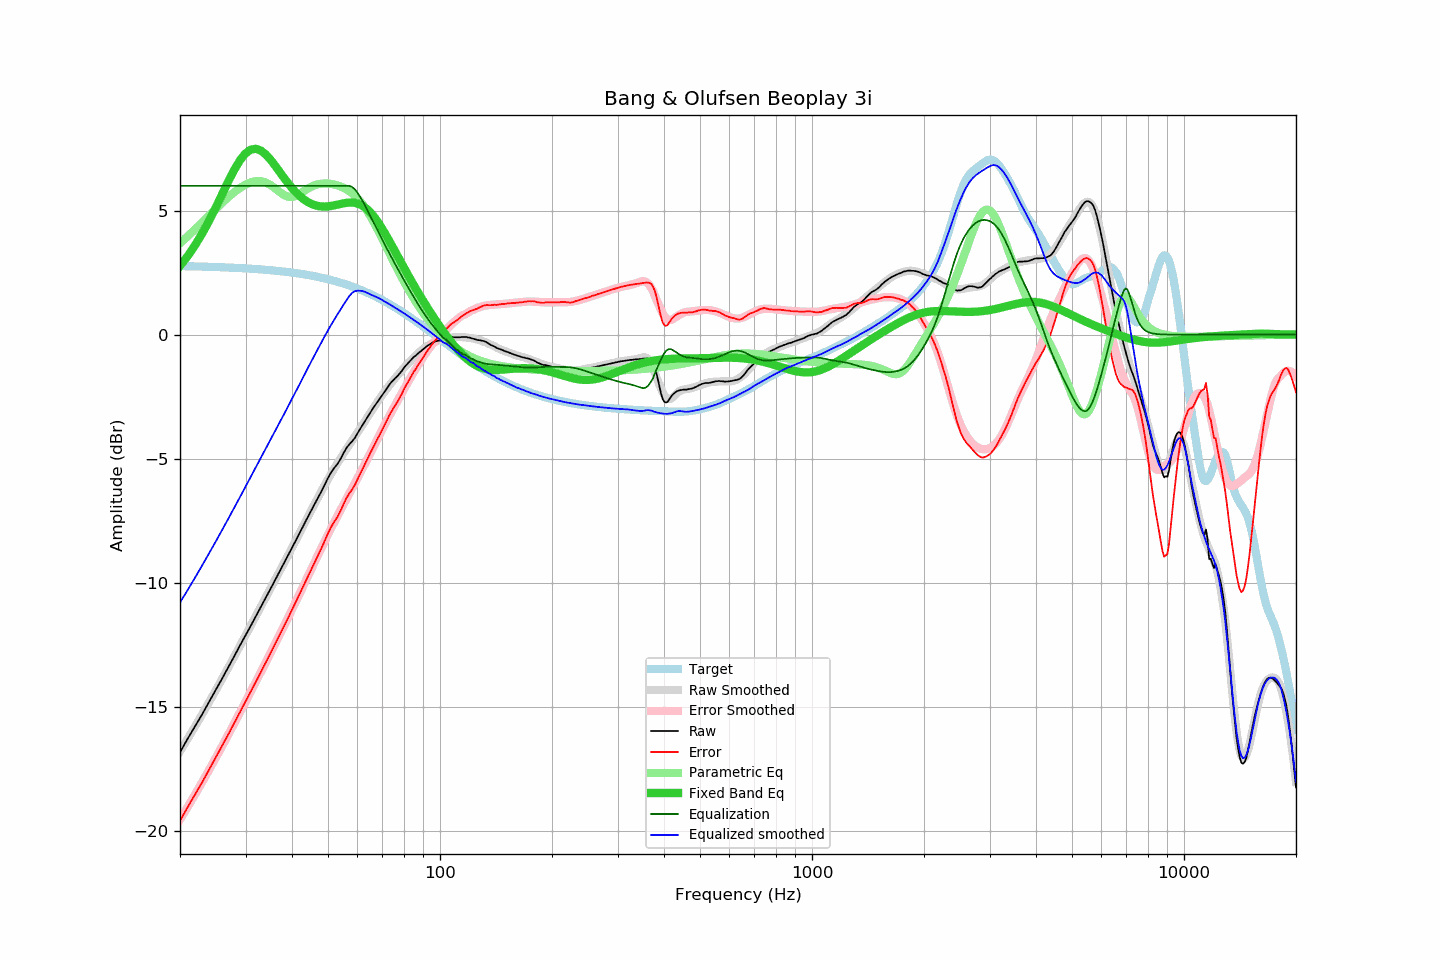 Bang & Olufsen Beoplay 3i
Amplitude (dBr)
5
0
−5
−10
−15
−20
Target
Raw Smoothed
Error Smoothed
Raw
Error
Parametric Eq
Fixed Band Eq
Equalization
Equalized smoothed
100
1000
10000
Frequency (Hz)